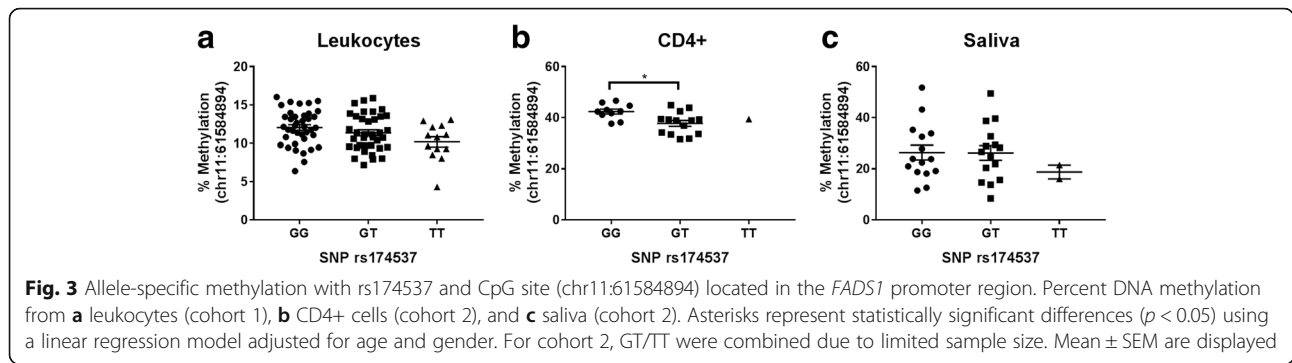 a
Leukocytes
% Methylation
(chr11:61584894)
20
15
10
5
0
GG
GT
TT
SNP rs174537
b
CD4+
% Methylation
(chr11:61584894)
60
40
20
0
*
GG
GT
TT
SNP rs174537
c
Saliva
% Methylation
(chr11:61584894)
60
40
20
0
GG
GT
TT
SNP rs174537
Fig. 3 Allele-specific methylation with rs174537 and CpG site (chr11:61584894) located in the FADS1 promoter region. Percent DNA methylation
from a leukocytes (cohort 1), b CD4+ cells (cohort 2), and c saliva (cohort 2). Asterisks represent statistically significant differences (p < 0.05) using
a linear regression model adjusted for age and gender. For cohort 2, GT/TT were combined due to limited sample size. Mean ± SEM are displayed